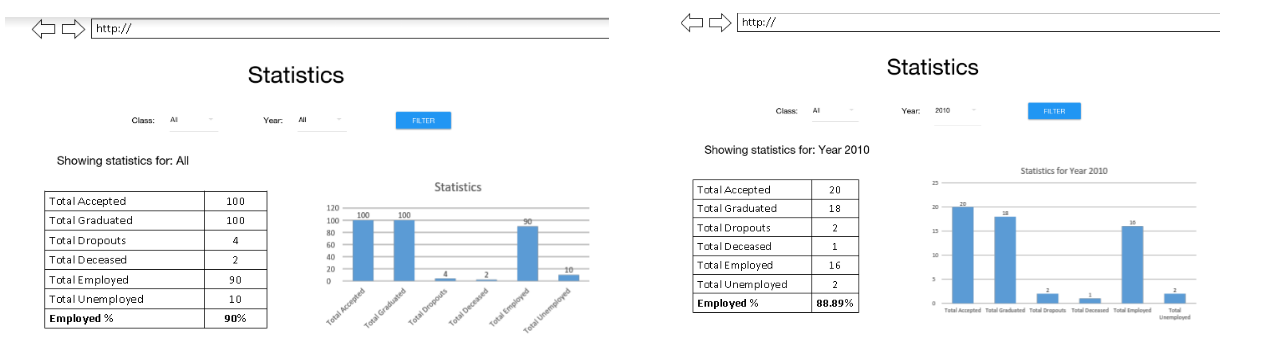 http://
Statistics
Class: All Year: All FILTER
Showing statistics for: All
Total Accepted 100
Total Graduated 100
Total Dropouts 4
Total Deceased 2
Total Employed 90
Total Unemployed 10
Employed % 90%
Statistics
120
100
80
60
40
20
0
100 100 4 2 90 10
Total Accepted Total Graduated Total Dropouts Total Deceased Total Employed Total Unemployed
http://
Statistics
Class: All Year: 2010 FILTER
Showing statistics for: Year 2010
Total Accepted 20
Total Graduated 18
Total Dropouts 2
Total Deceased 1
Total Employed 16
Total Unemployed 2
Employed % 88.89%
Statistics for Year 2010
25
20
15
10
5
0
20 18 2 1 16 2
Total Accepted Total Graduated Total Dropouts Total Deceased Total Employed Total
Unemployed